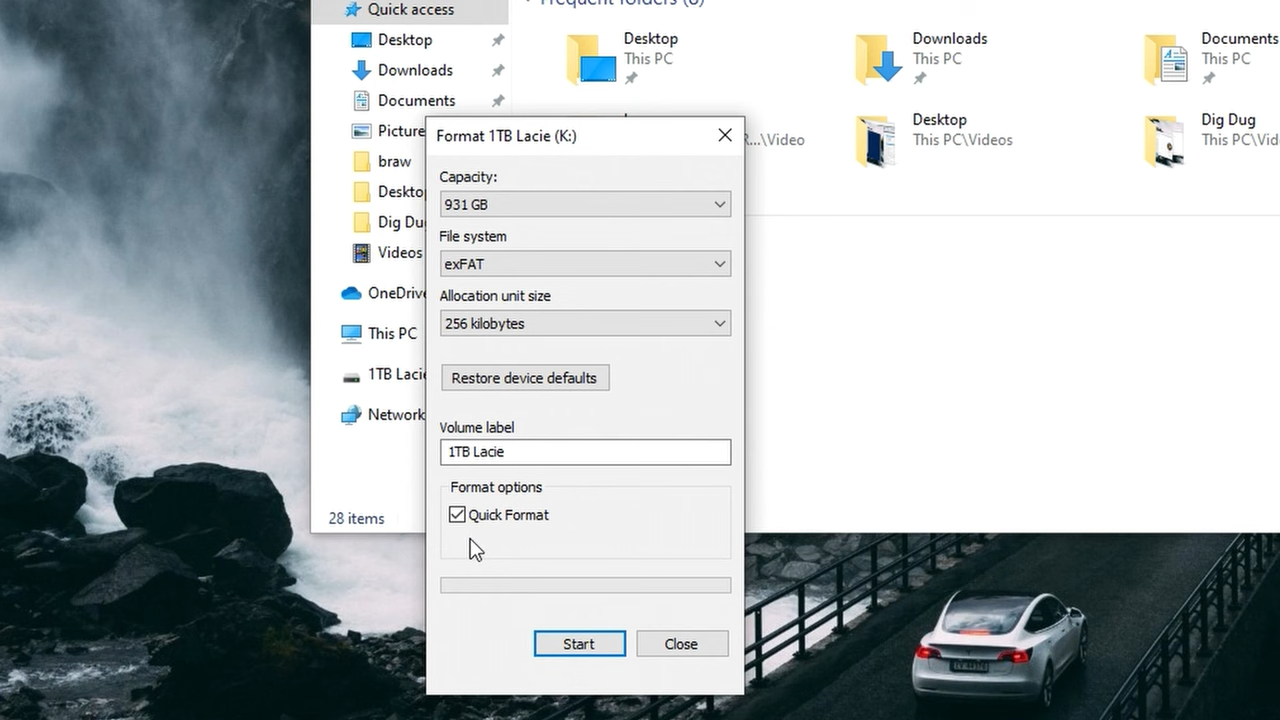 Quick access
Desktop
Downloads
Documents
Picture
braw
Deskto
Dig Du
Videos
OneDrive
This PC
1TB Lacie
Network
28 items
Frequent folders (6)
Desktop
This PC
Downloads
This PC
Documents
This PC
R...\Video
Desktop
This PC\Videos
Dig Dug
This PC\Vid
Format 1TB Lacie (K:)
Capacity:
931 GB
File system
exFAT
Allocation unit size
256 kilobytes
Restore device defaults
Volume label
1TB Lacie
Format options
Quick Format
Start
Close